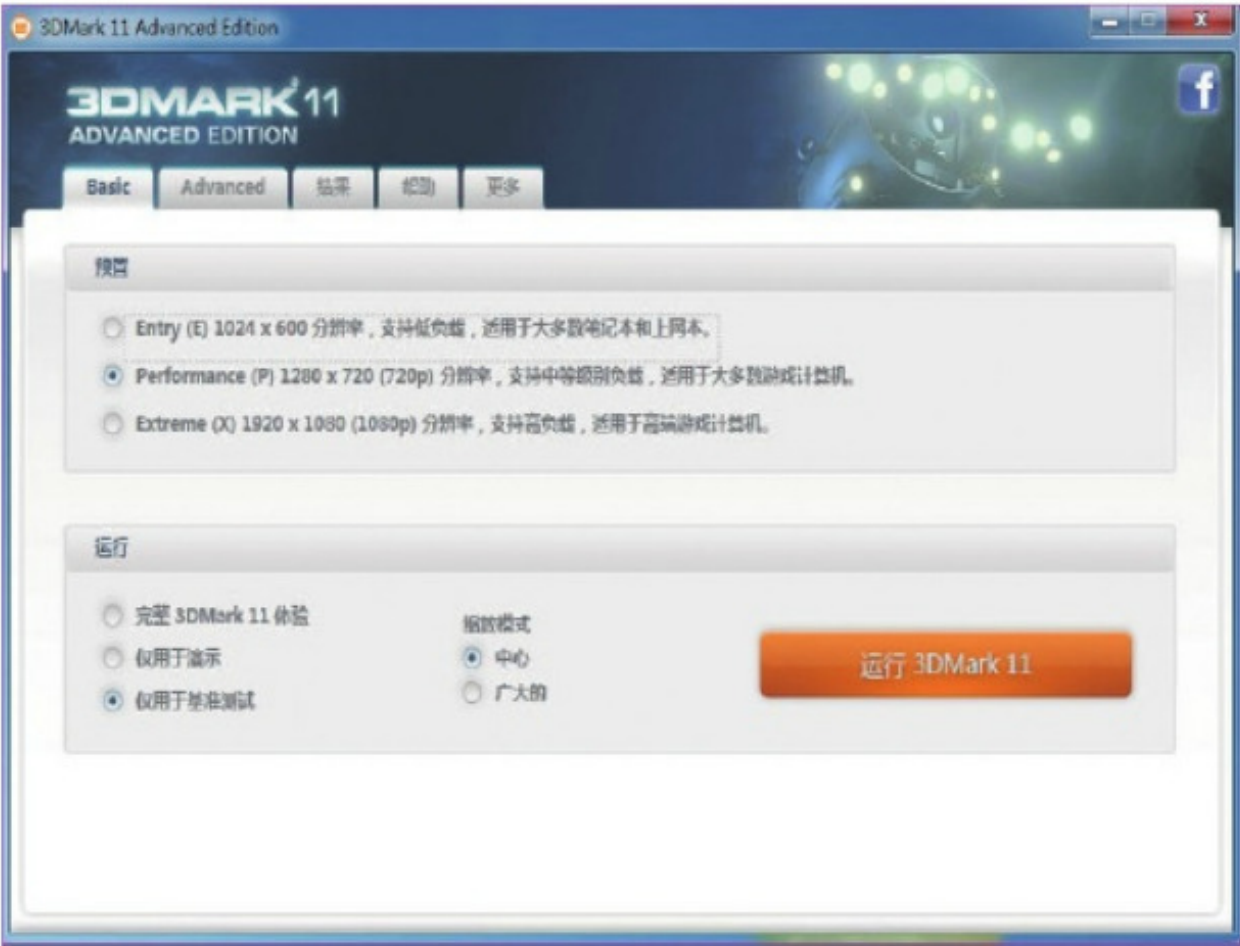 3DMark 11 Advanced Edition
3DMARK 11
ADVANCED EDITION
Basic Advanced 结果 帮助 更多
预置
Entry (E) 1024 x 600 分辨率，支持低负载，适用于大多数笔记本和上网本。
Performance (P) 1280 x 720 (720p) 分辨率，支持中等级别负载，适用于大多数游戏计算机。
Extreme (X) 1920 x 1080 (1080p) 分辨率，支持高负载，适用于高端游戏计算机。
运行
完整 3DMark 11 体验
仅用于演示
仅用于基准测试
缩放模式
中心
广大的
运行 3DMark 11